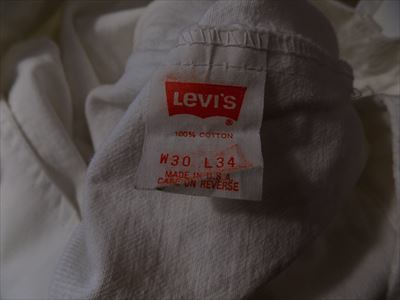 LEVI'S ®
100% COTTON
W30 L34
MADE IN U.S.A.
CARE ON REVERSE